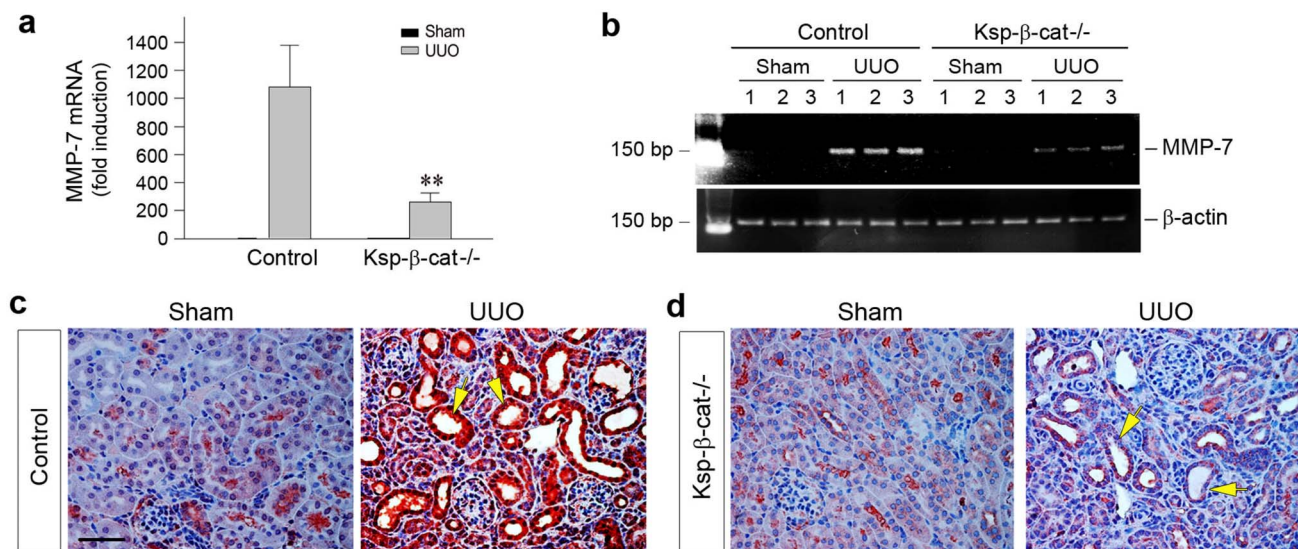 a
Sham
UUO
MMP-7 mRNA
(fold induction)
1400
1200
1000
800
600
400
200
0
**
Control
Ksp-β-cat-/-
b
Control
Ksp-β-cat-/-
Sham
UUO
Sham
UUO
1 2 3 1 2 3 1 2 3 1 2 3
150 bp –
– MMP-7
150 bp –
– β-actin
c
Sham
UUO
Control
d
Sham
UUO
Ksp-β-cat-/-